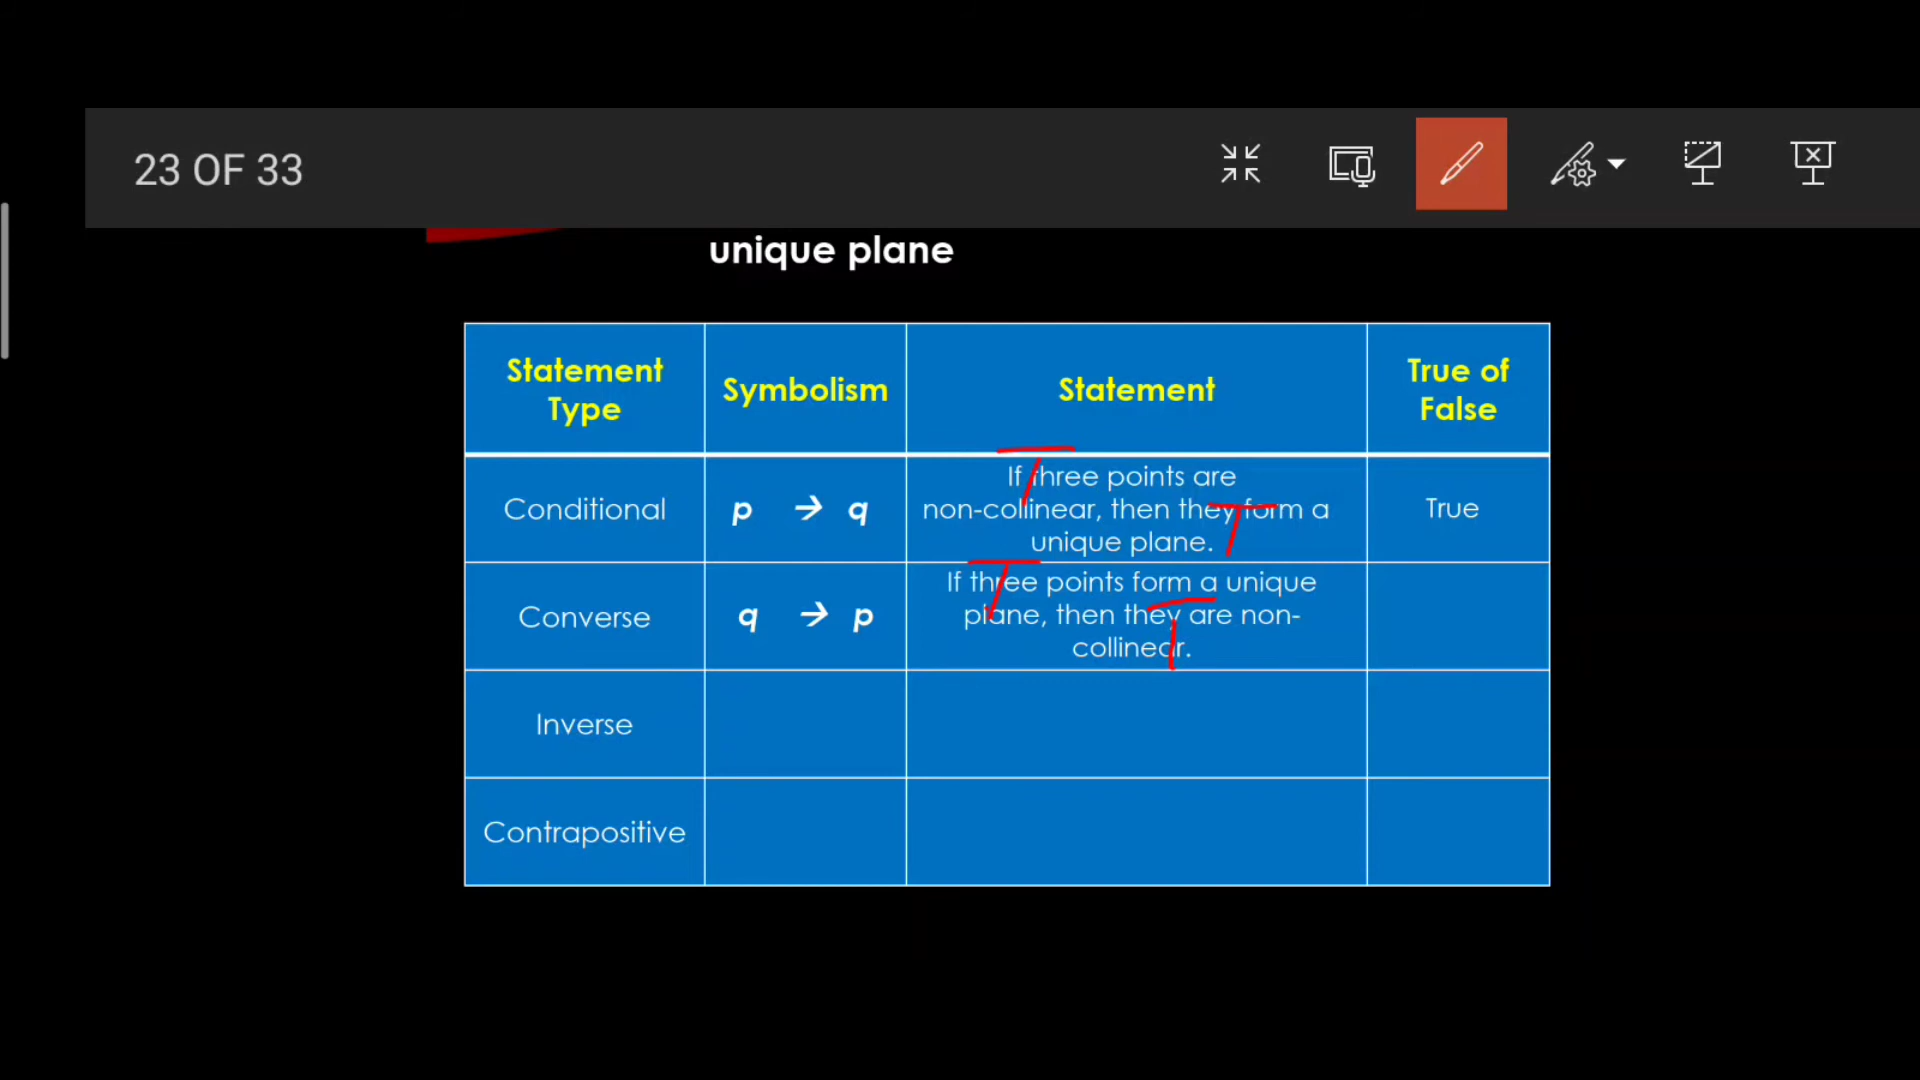 23 OF 33
unique plane
Statement
Type
Symbolism
Statement
True of
False
Conditional
p → q
If three points are
non-collinear, then they form a
unique plane.
True
T
T
Converse
q → p
If three points form a unique
plane, then they are non-
collinear.
T
T
Inverse
Contrapositive